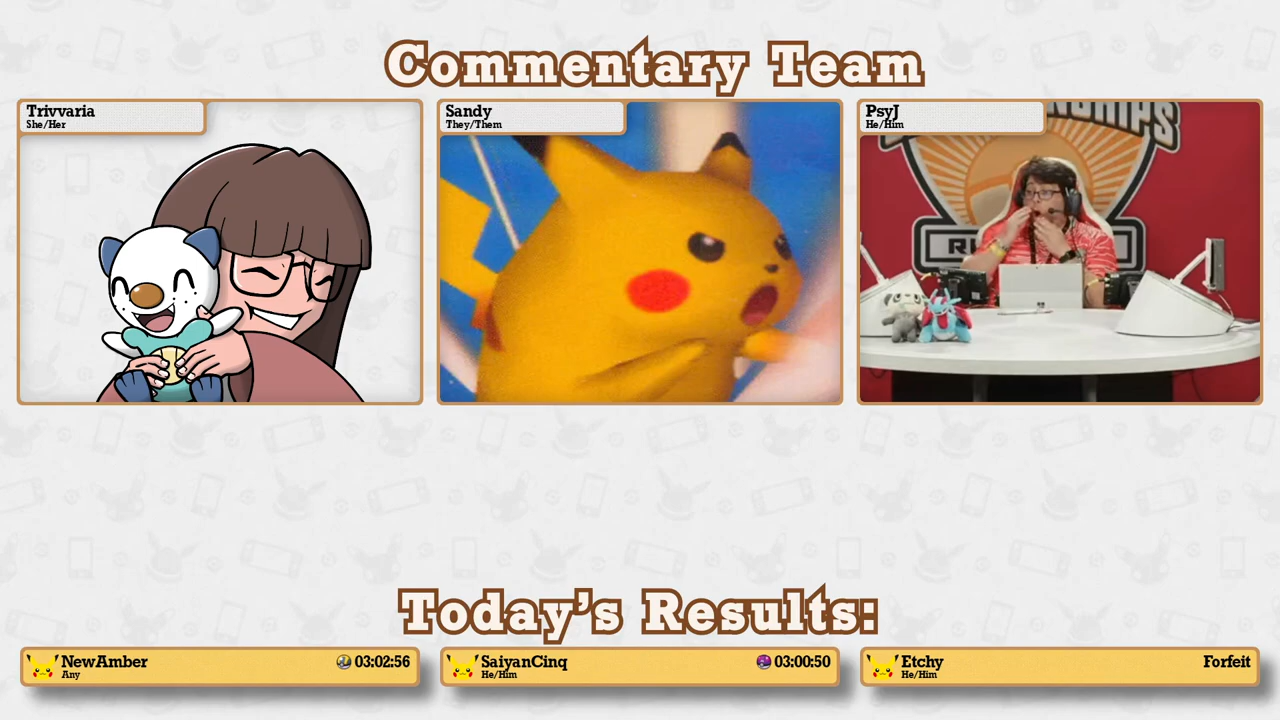 Commentary Team
Trivvaria
She/Her
Sandy
They/Them
PsyJ
He/Him
Today's Results:
NewAmber
Any
03:02:56
SaiyanCinq
He/Him
03:00:50
Etchy
He/Him
Forfeit